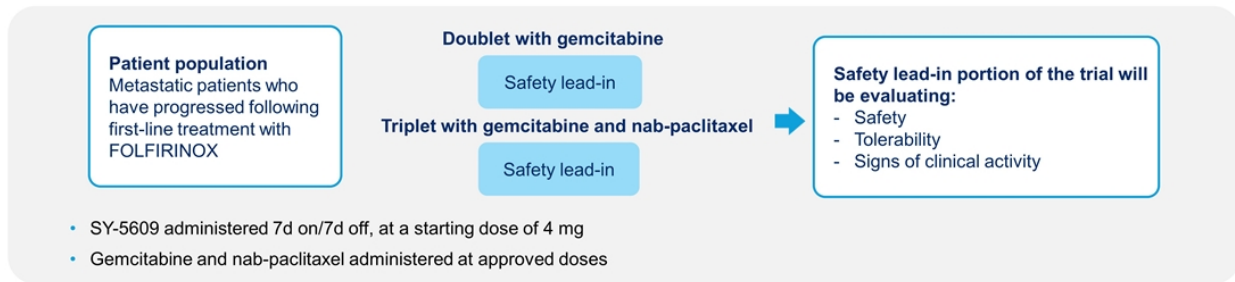 Patient population
Metastatic patients who
have progressed following
first-line treatment with
FOLFIRINOX
Doublet with gemcitabine
Safety lead-in
Triplet with gemcitabine and nab-paclitaxel
Safety lead-in
Safety lead-in portion of the trial will
be evaluating:
- Safety
- Tolerability
- Signs of clinical activity
• SY-5609 administered 7d on/7d off, at a starting dose of 4 mg
• Gemcitabine and nab-paclitaxel administered at approved doses